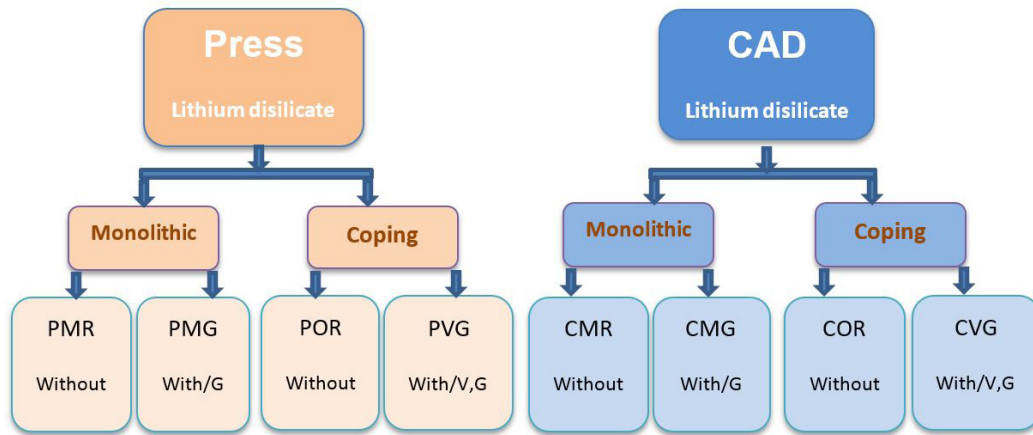 Press
Lithium disilicate
CAD
Lithium disilicate
Monolithic
Coping
Monolithic
Coping
PMR
Without
PMG
With/G
POR
Without
PVG
With/V,G
CMR
Without
CMG
With/G
COR
Without
CVG
With/V,G